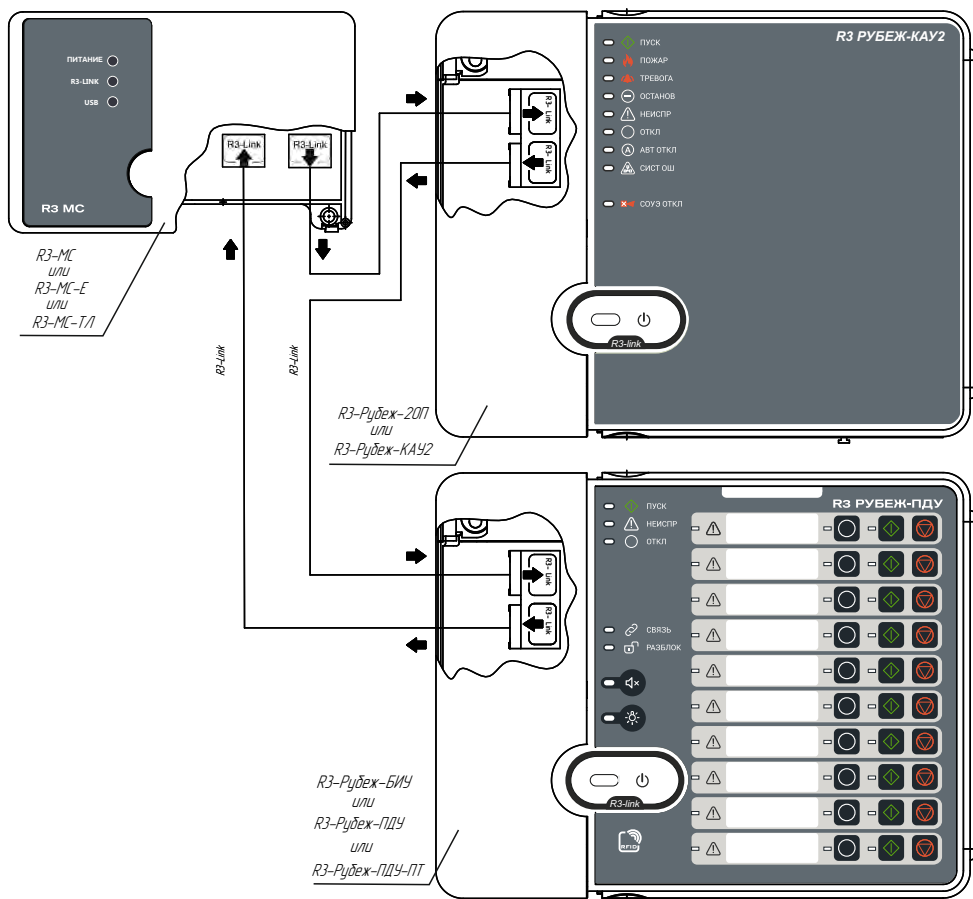 ПИТАНИЕ
R3-LINK
USB
R3 МС
R3-Link
R3-Link
R3-МС
или
R3-МС-Е
или
R3-МС-ТЛ
R3-Link
R3-Link
R3 РУБЕЖ-КАУ2
ПУСК
ПОЖАР
ТРЕВОГА
ОСТАНОВ
НЕИСПР
ОТКЛ
A
АВТ ОТКЛ
СИСТ ОШ
СОУЭ ОТКЛ
R3-Link
R3-Link
R3-link
R3-Рубеж-2ОП
или
R3-Рубеж-КАУ2
R3 РУБЕЖ-ПДУ
ПУСК
НЕИСПР
ОТКЛ
СВЯЗЬ
РАЗБЛОК
R3-Link
R3-Link
R3-link
RFID
R3-Рубеж-БИУ
или
R3-Рубеж-ПДУ
или
R3-Рубеж-ПДУ-ПТ